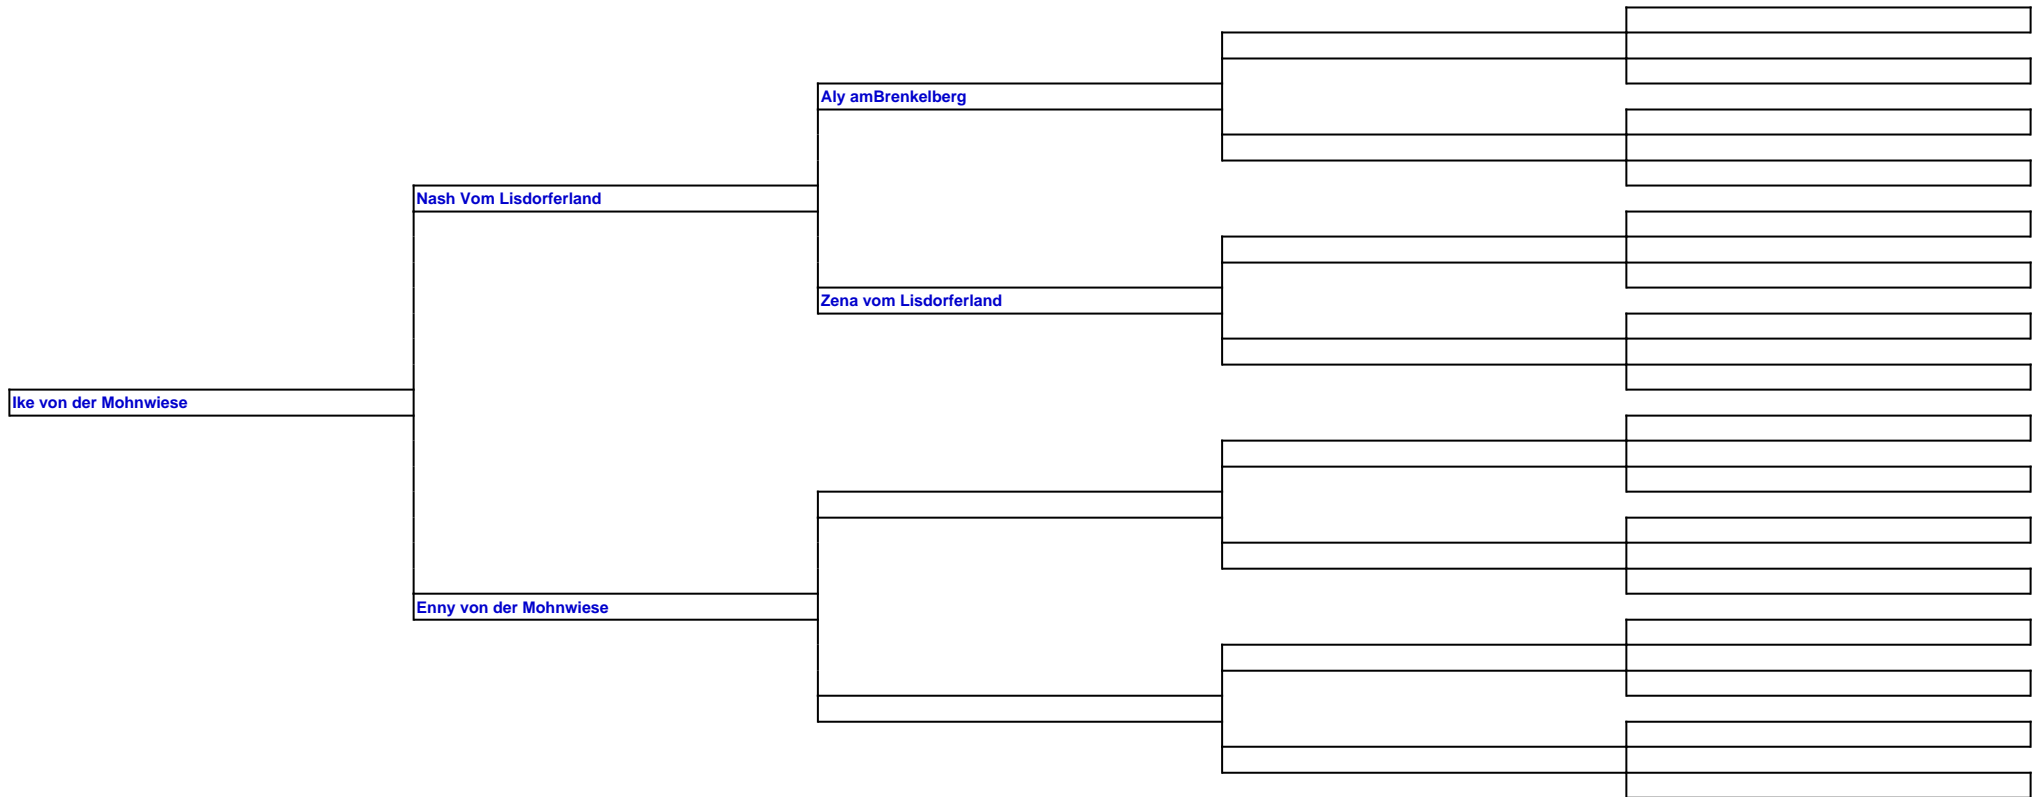 Aly amBrenkelberg
Nash Vom Lisdorferland
Zena vom Lisdorferland
Ike von der Mohnwiese
Enny von der Mohnwiese